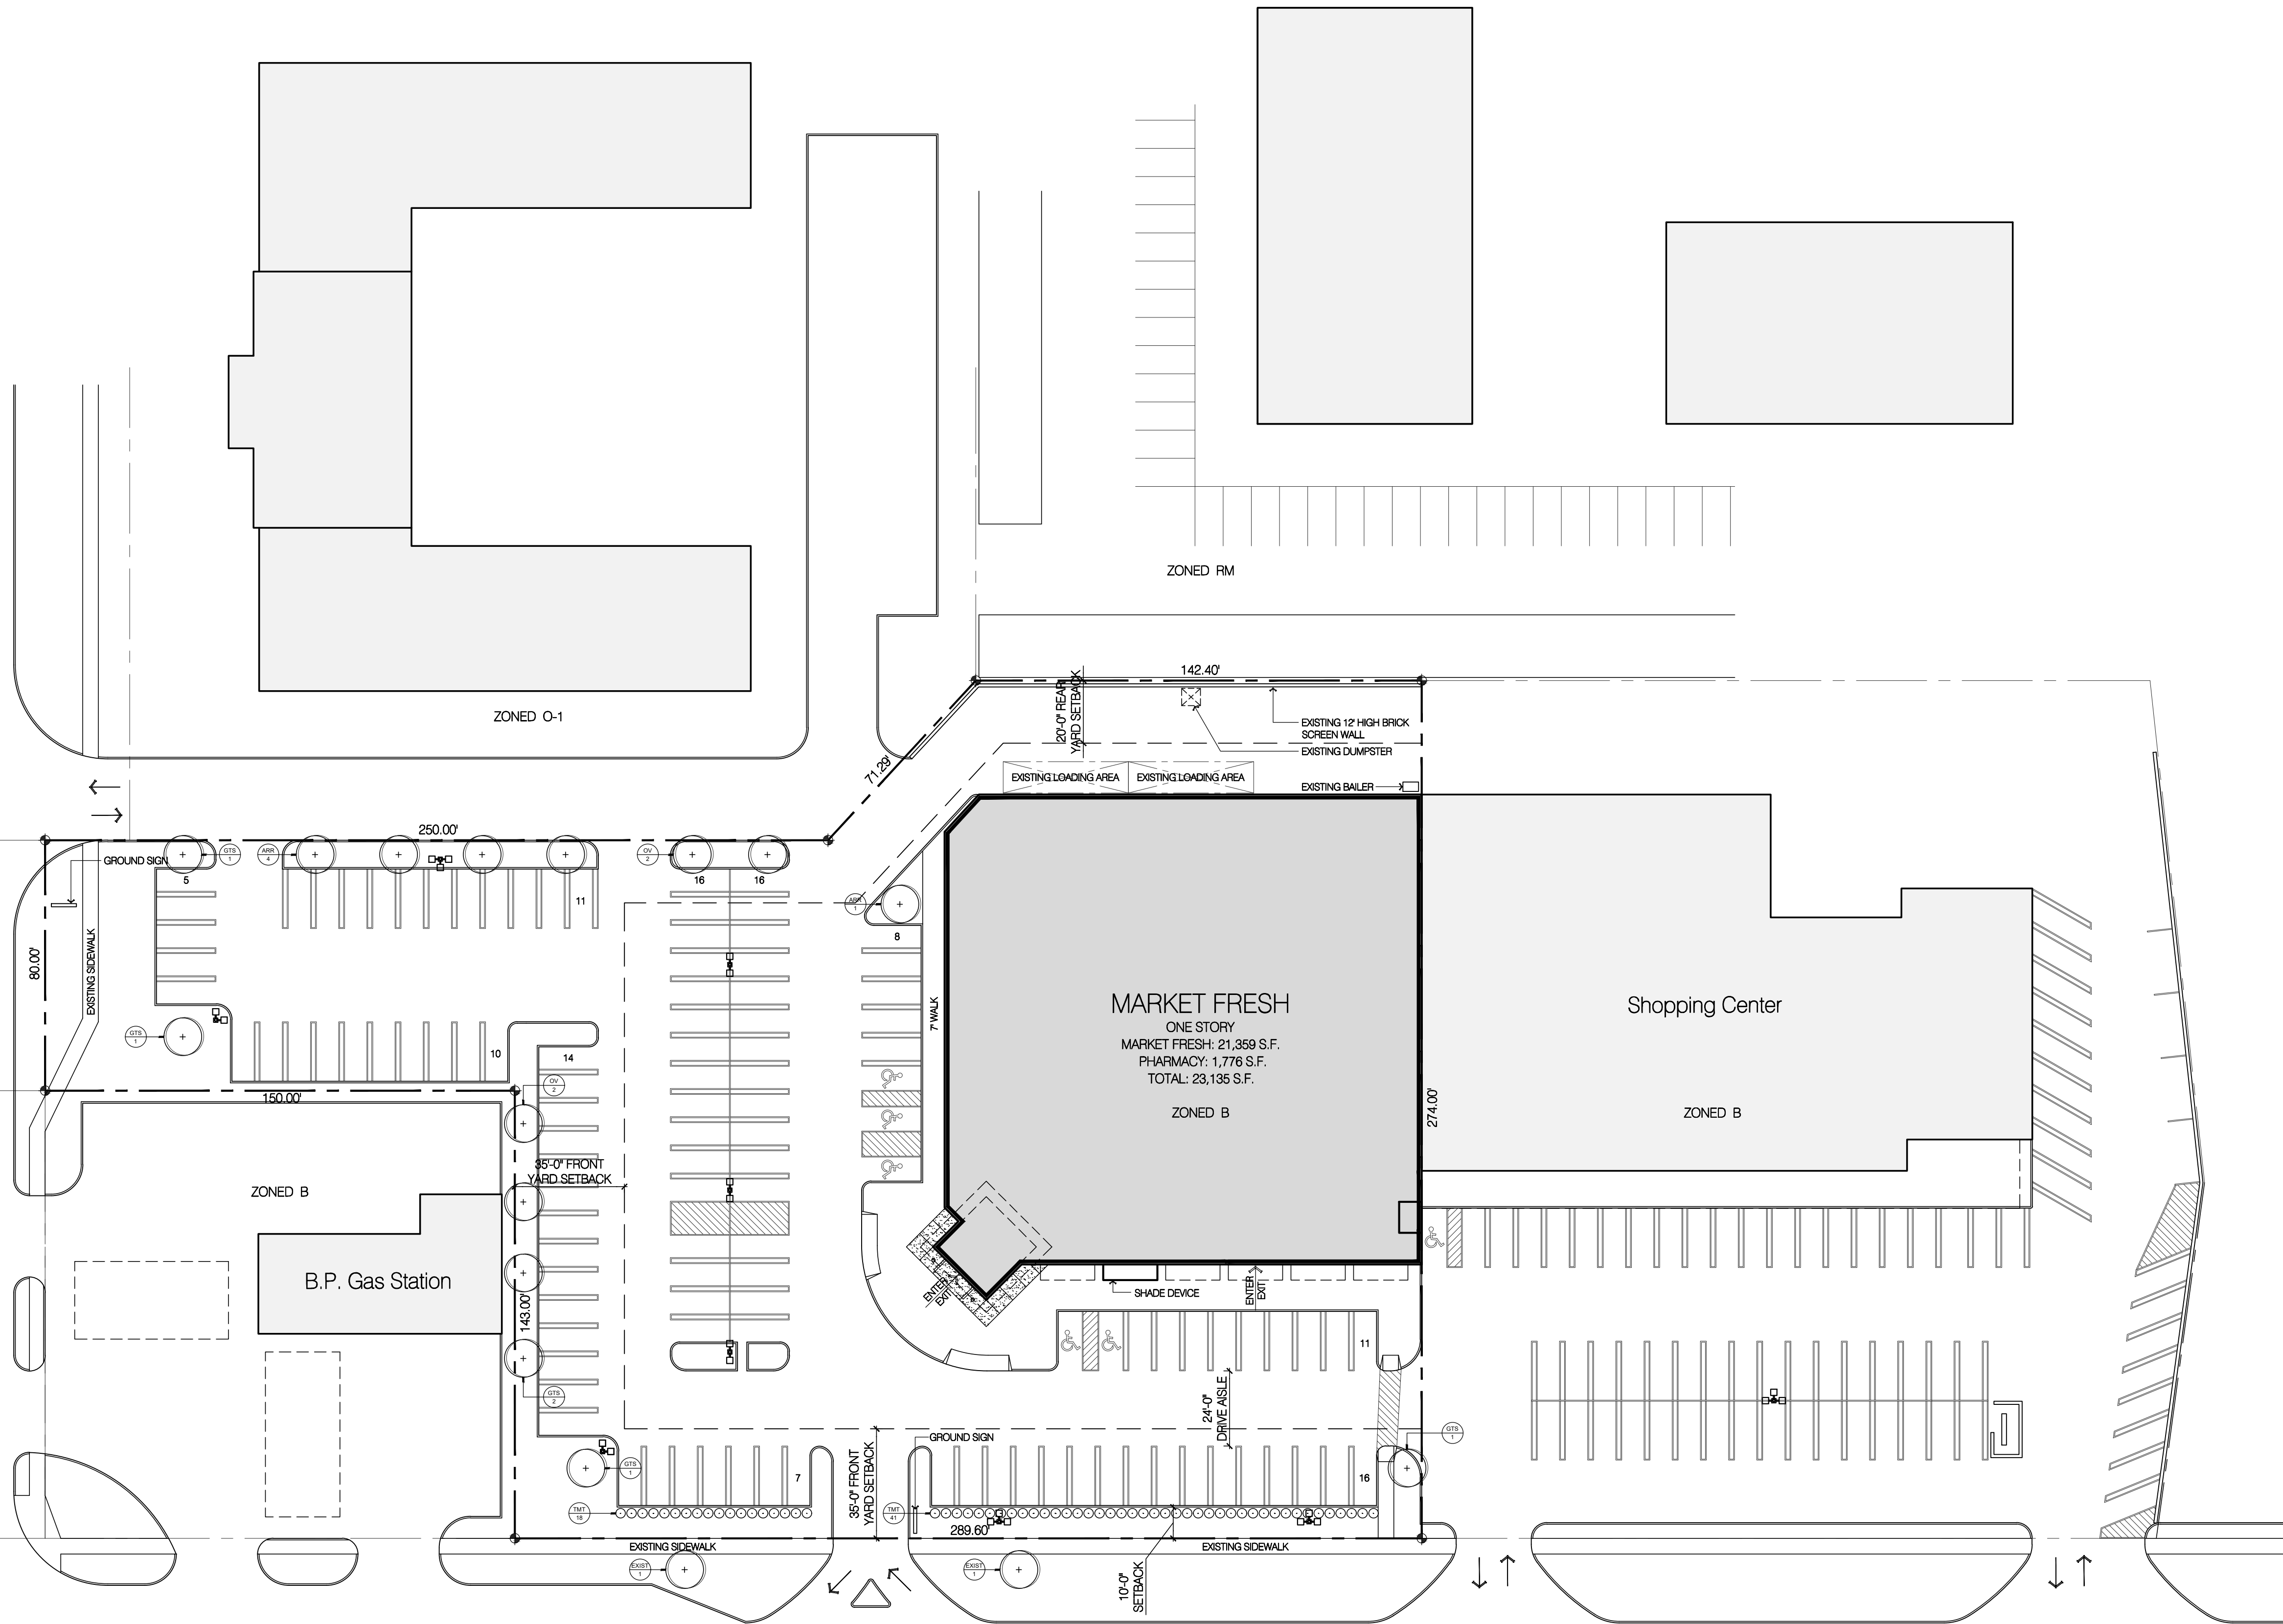 ZONED RM
142.40'
20'-0" REAR
YARD SETBACK
ZONED O-1
EXISTING 12' HIGH BRICK
SCREEN WALL
EXISTING DUMPSTER
71.29'
EXISTING LOADING AREA
EXISTING LOADING AREA
EXISTING BAILER
250.00'
GROUND SIGN
GTS
1
ARR
4
OV
2
5
16
16
11
ARR
1
8
80.00'
EXISTING SIDEWALK
7' WALK
MARKET FRESH
ONE STORY
MARKET FRESH: 21,359 S.F.
PHARMACY: 1,776 S.F.
TOTAL: 23,135 S.F.
ZONED B
Shopping Center
ZONED B
274.00'
GTS
1
10
14
OV
2
150.00'
35'-0" FRONT
YARD SETBACK
ZONED B
B.P. Gas Station
143.00'
ENTER
EXIT
SHADE DEVICE
ENTER
EXIT
11
GTS
2
24'-0"
DRIVE AISLE
GROUND SIGN
GTS
1
GTS
1
7
35'-0" FRONT
YARD SETBACK
16
TMT
18
TMT
41
289.60'
EXISTING SIDEWALK
EXISTING SIDEWALK
EXIST
1
EXIST
1
10'-0"
SETBACK